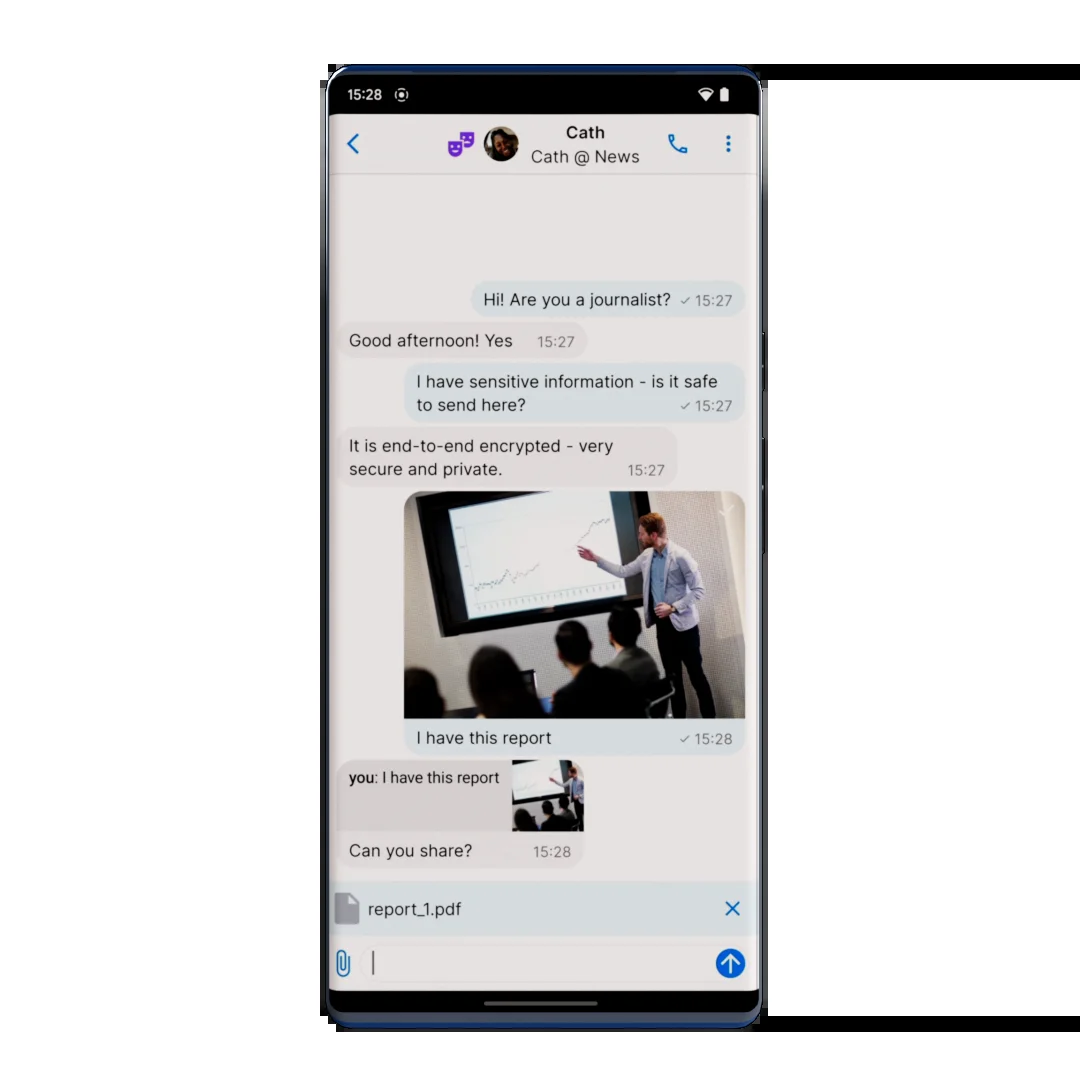 15:28
Cath
Cath @ News
Hi! Are you a journalist? 15:27
Good afternoon! Yes 15:27
I have sensitive information - is it safe
to send here? 15:27
It is end-to-end encrypted - very
secure and private. 15:27
I have this report 15:28
you: I have this report
Can you share? 15:28
report_1.pdf